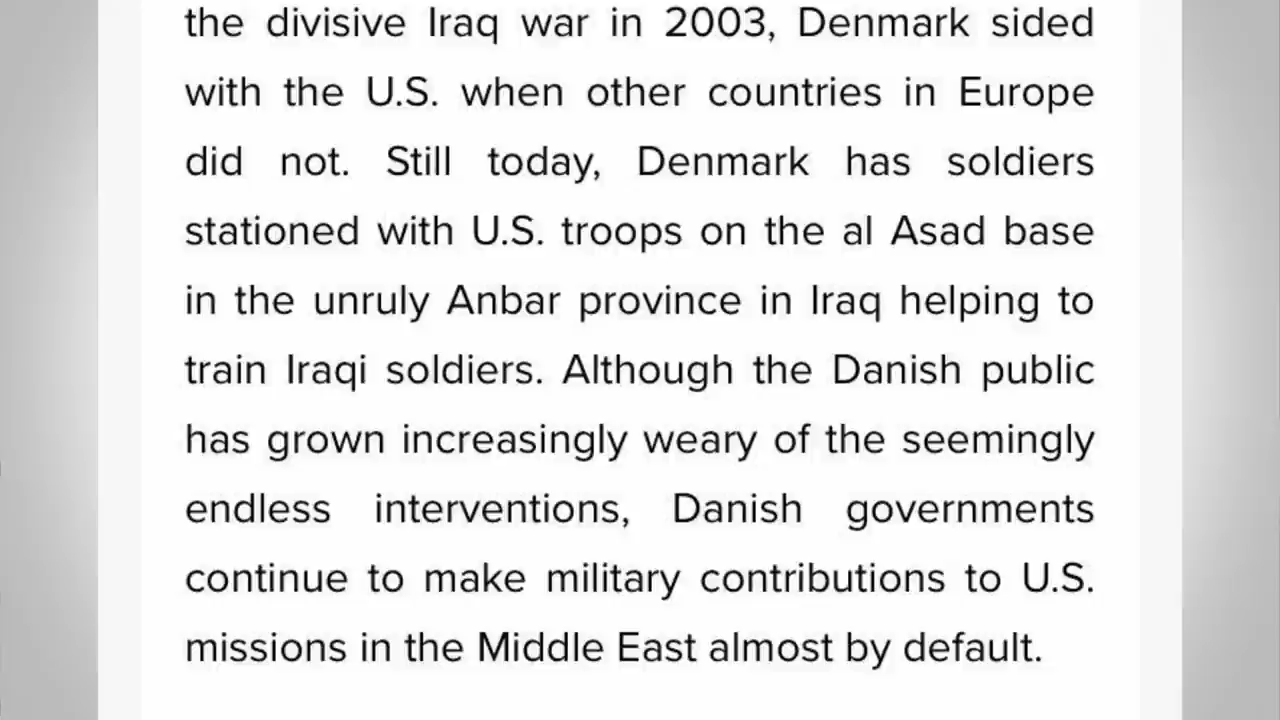 the divisive Iraq war in 2003, Denmark sided
with the U.S. when other countries in Europe
did not. Still today, Denmark has soldiers
stationed with U.S. troops on the al Asad base
in the unruly Anbar province in Iraq helping to
train Iraqi soldiers. Although the Danish public
has grown increasingly weary of the seemingly
endless interventions, Danish governments
continue to make military contributions to U.S.
missions in the Middle East almost by default.